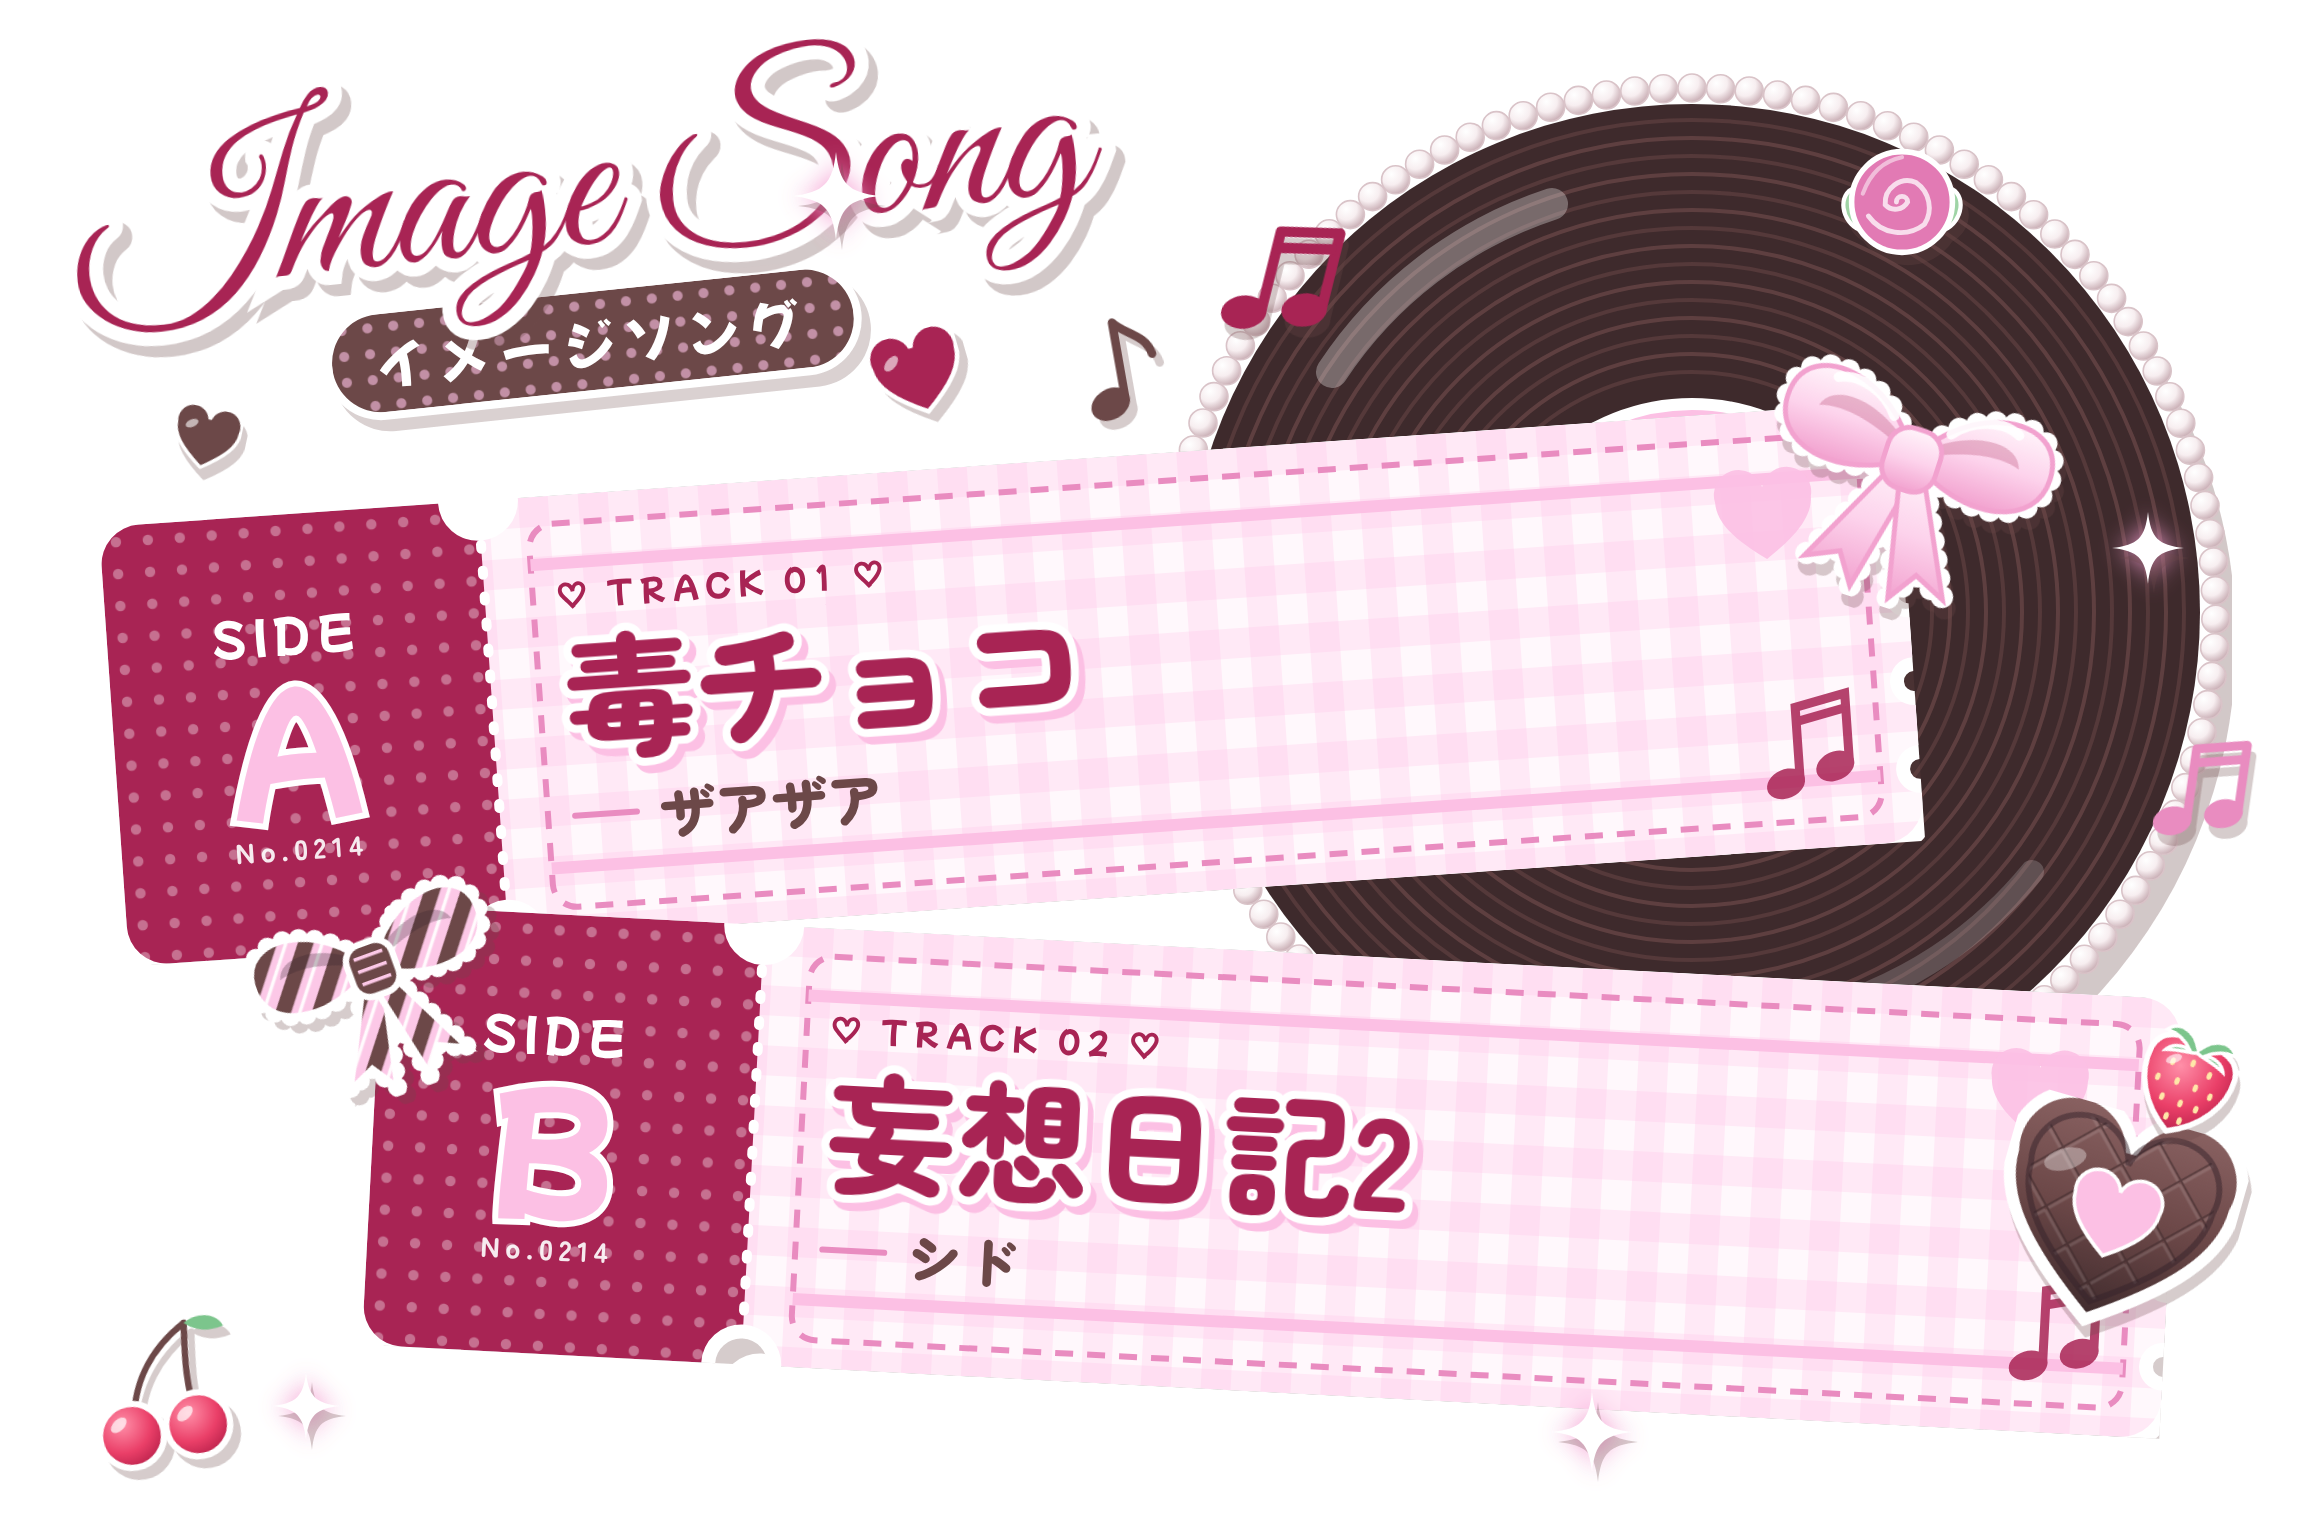 Image Song
イメージソング
SIDE
A
No.0214
♡ TRACK 01 ♡
毒チョコ
ザアザア
SIDE
B
No.0214
♡ TRACK 02 ♡
妄想日記2
シド